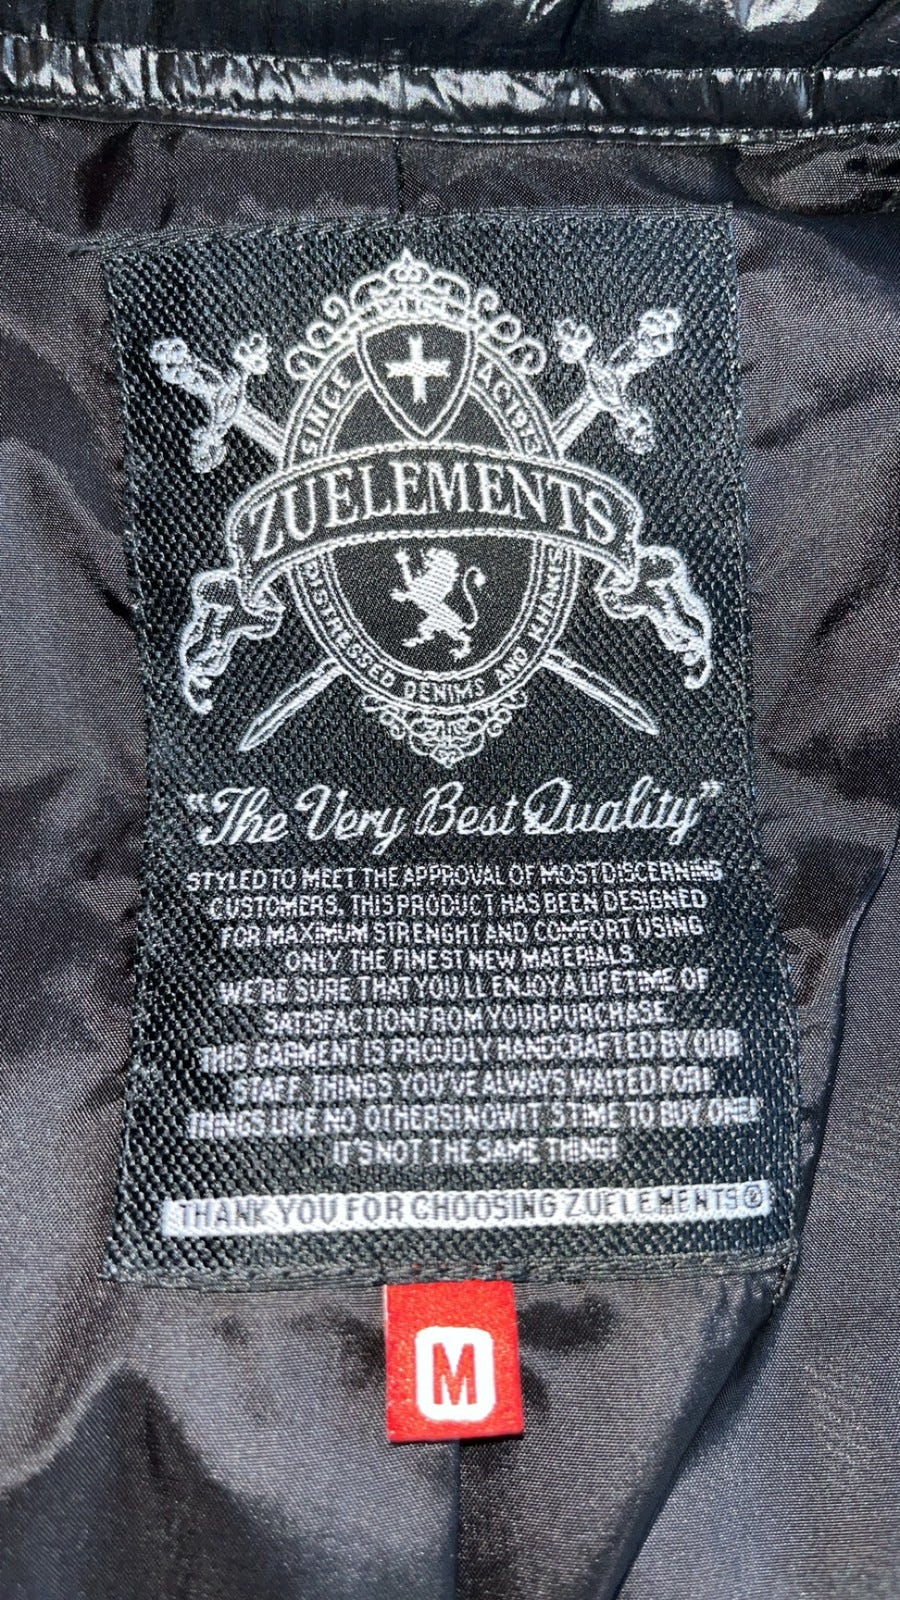 SINCE
ZUELEMENTS
DISTRESSED DENIMS AND KHAKIS
"The Very Best Quality"
STYLED TO MEET THE APPROVAL OF MOST DISCERNING
CUSTOMERS. THIS PRODUCT HAS BEEN DESIGNED
FOR MAXIMUM STRENGHT AND COMFORT USING
ONLY THE FINEST NEW MATERIALS.
WE'RE SURE THAT YOU'LL ENJOY A LIFETIME OF
SATISFACTION FROM YOUR PURCHASE.
THIS GARMENT IS PROUDLY HANDCRAFTED BY OUR
STAFF. THINGS YOU'VE ALWAYS WAITED FOR!
THINGS LIKE NO OTHERS! NOW IT'S TIME TO BUY ONE!
IT'S NOT THE SAME THING!
THANK YOU FOR CHOOSING ZUELEMENTS®
M